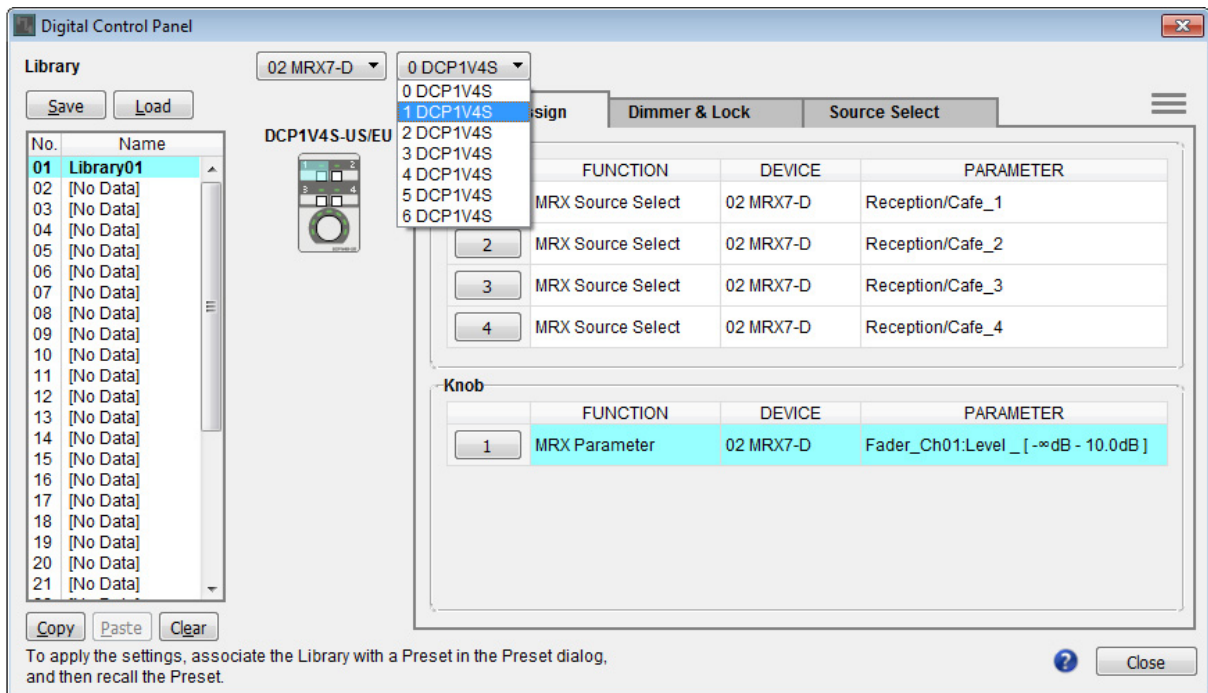 Digital Control Panel
Library
02 MRX7-D
0 DCP1V4S
Save
Load
0 DCP1V4S
1 DCP1V4S
2 DCP1V4S
3 DCP1V4S
4 DCP1V4S
5 DCP1V4S
6 DCP1V4S
Dimmer & Lock
Source Select
DCP1V4S-US/EU
1 2
3 4
No. Name
01 Library01
02 [No Data]
03 [No Data]
04 [No Data]
05 [No Data]
06 [No Data]
07 [No Data]
08 [No Data]
09 [No Data]
10 [No Data]
11 [No Data]
12 [No Data]
13 [No Data]
14 [No Data]
15 [No Data]
16 [No Data]
17 [No Data]
18 [No Data]
19 [No Data]
20 [No Data]
21 [No Data]
FUNCTION DEVICE PARAMETER
MRX Source Select 02 MRX7-D Reception/Cafe_1
2 MRX Source Select 02 MRX7-D Reception/Cafe_2
3 MRX Source Select 02 MRX7-D Reception/Cafe_3
4 MRX Source Select 02 MRX7-D Reception/Cafe_4
Knob
FUNCTION DEVICE PARAMETER
1 MRX Parameter 02 MRX7-D Fader_Ch01:Level _ [ -∞dB - 10.0dB ]
Copy
Paste
Clear
To apply the settings, associate the Library with a Preset in the Preset dialog,
and then recall the Preset.
?
Close